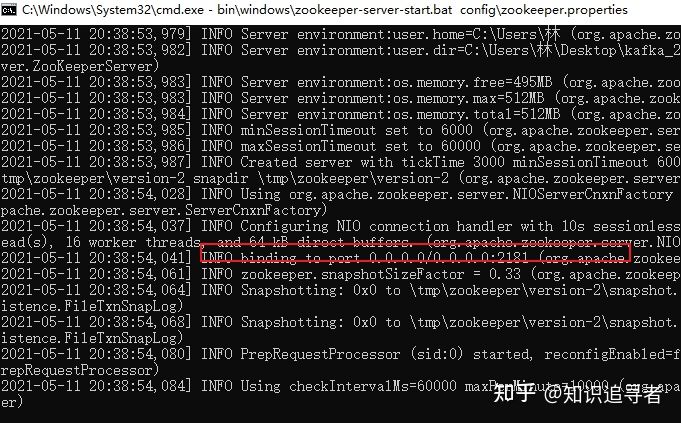 C:\Windows\System32\cmd.exe - bin\windows\zookeeper-server-start.bat config\zookeeper.properties
2021-05-11 20:38:53,979] INFO Server environment:user.home=C:\Users\林 (org.apache.zo
2021-05-11 20:38:53,982] INFO Server environment:user.dir=C:\Users\林\Desktop\kafka_2
ver.ZooKeeperServer)
2021-05-11 20:38:53,983] INFO Server environment:os.memory.free=495MB (org.apache.zoo
2021-05-11 20:38:53,983] INFO Server environment:os.memory.max=512MB (org.apache.zook
2021-05-11 20:38:53,984] INFO Server environment:os.memory.total=512MB (org.apache.zo
2021-05-11 20:38:53,985] INFO minSessionTimeout set to 6000 (org.apache.zookeeper.ser
2021-05-11 20:38:53,986] INFO maxSessionTimeout set to 60000 (org.apache.zookeeper.se
2021-05-11 20:38:53,987] INFO Created server with tickTime 3000 minSessionTimeout 600
tmp\zookeeper\version-2 snapdir \tmp\zookeeper\version-2 (org.apache.zookeeper.server
2021-05-11 20:38:54,028] INFO Using org.apache.zookeeper.server.NIOServerCnxnFactory
pache.zookeeper.server.ServerCnxnFactory)
2021-05-11 20:38:54,037] INFO Configuring NIO connection handler with 10s sessionless
ead(s), 16 worker threads, and 64 kB direct buffers. (org.apache.zookeeper.server.NIO
2021-05-11 20:38:54,041] INFO binding to port 0.0.0.0/0.0.0.0:2181 (org.apache.zookee
2021-05-11 20:38:54,061] INFO zookeeper.snapshotSizeFactor = 0.33 (org.apache.zookeep
2021-05-11 20:38:54,064] INFO Snapshotting: 0x0 to \tmp\zookeeper\version-2\snapshot.
istence.FileTxnSnapLog)
2021-05-11 20:38:54,068] INFO Snapshotting: 0x0 to \tmp\zookeeper\version-2\snapshot.
istence.FileTxnSnapLog)
2021-05-11 20:38:54,080] INFO PrepRequestProcessor (sid:0) started, reconfigEnabled=f
repRequestProcessor)
2021-05-11 20:38:54,084] INFO Using checkIntervalMs=60000 maxPerMinute=10000 (org.apa
er)
知乎 @知识追寻者